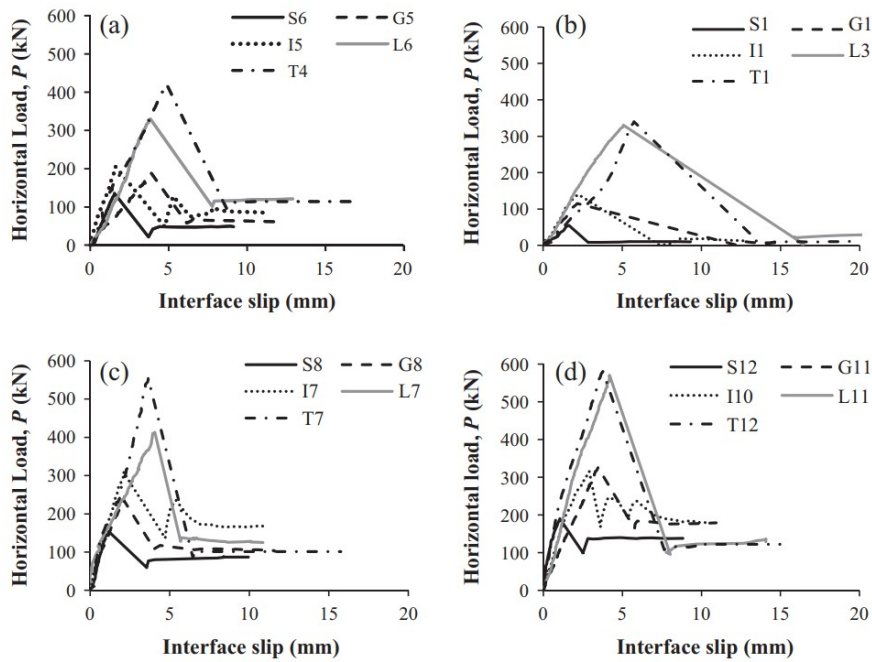 (a)
S6 G5
I5 L6
T4
Horizontal Load, P (kN)
600
500
400
300
200
100
0
0 5 10 15 20
Interface slip (mm)
(b)
S1 G1
I1 L3
T1
Horizontal Load, P (kN)
600
500
400
300
200
100
0
0 5 10 15 20
Interface slip (mm)
(c)
S8 G8
I7 L7
T7
Horizontal Load, P (kN)
600
500
400
300
200
100
0
0 5 10 15 20
Interface slip (mm)
(d)
S12 G11
I10 L11
T12
Horizontal load, P (kN)
600
500
400
300
200
100
0
0 5 10 15 20
Interface slip (mm)